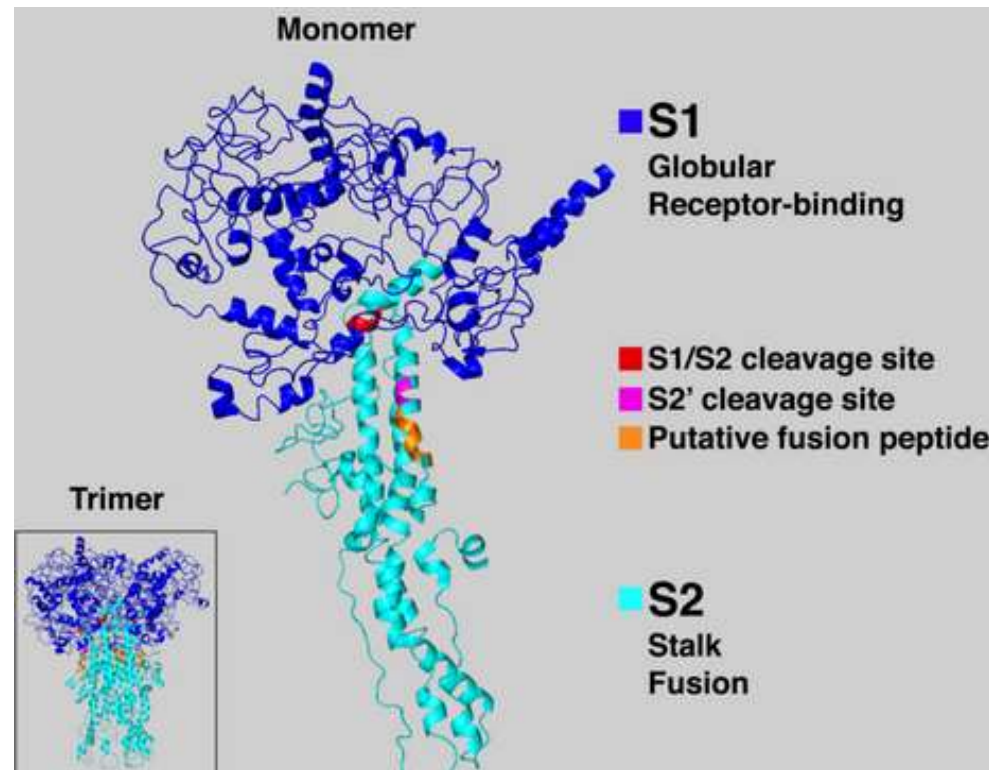 Monomer
S1
Globular
Receptor-binding
S1/S2 cleavage site
S2’ cleavage site
Putative fusion peptide
Trimer
S2
Stalk
Fusion